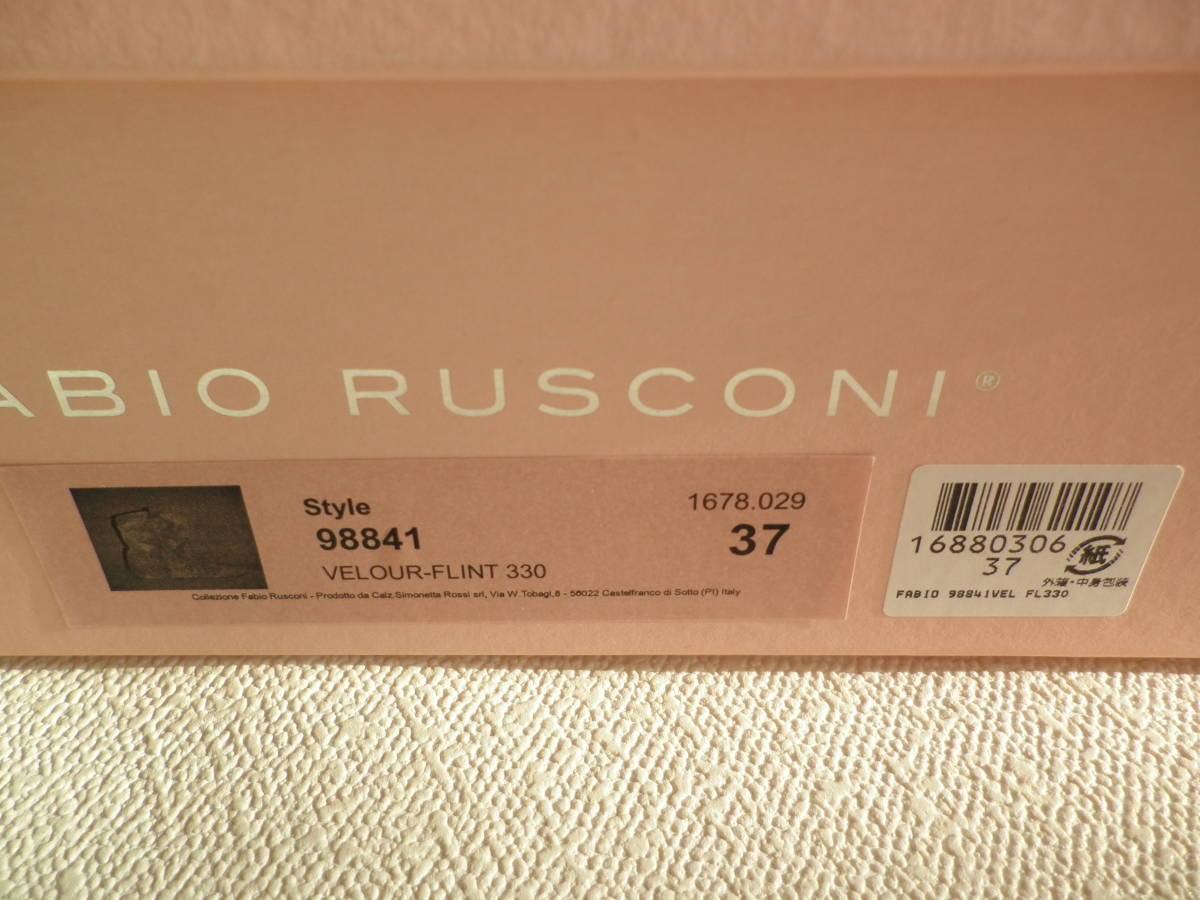 FABIO RUSCONI®
Style
98841
VELOUR-FLINT 330
1678.029
37
Collezione Fabio Rusconi - Prodotto da Calz.Simonetta Rossi srl, Via W.Tobagi,8 - 56022 Castelfranco di Sotto (PI) Italy
16880306
37
紙
外箱・中身包装
FABIO 98841VEL FL330